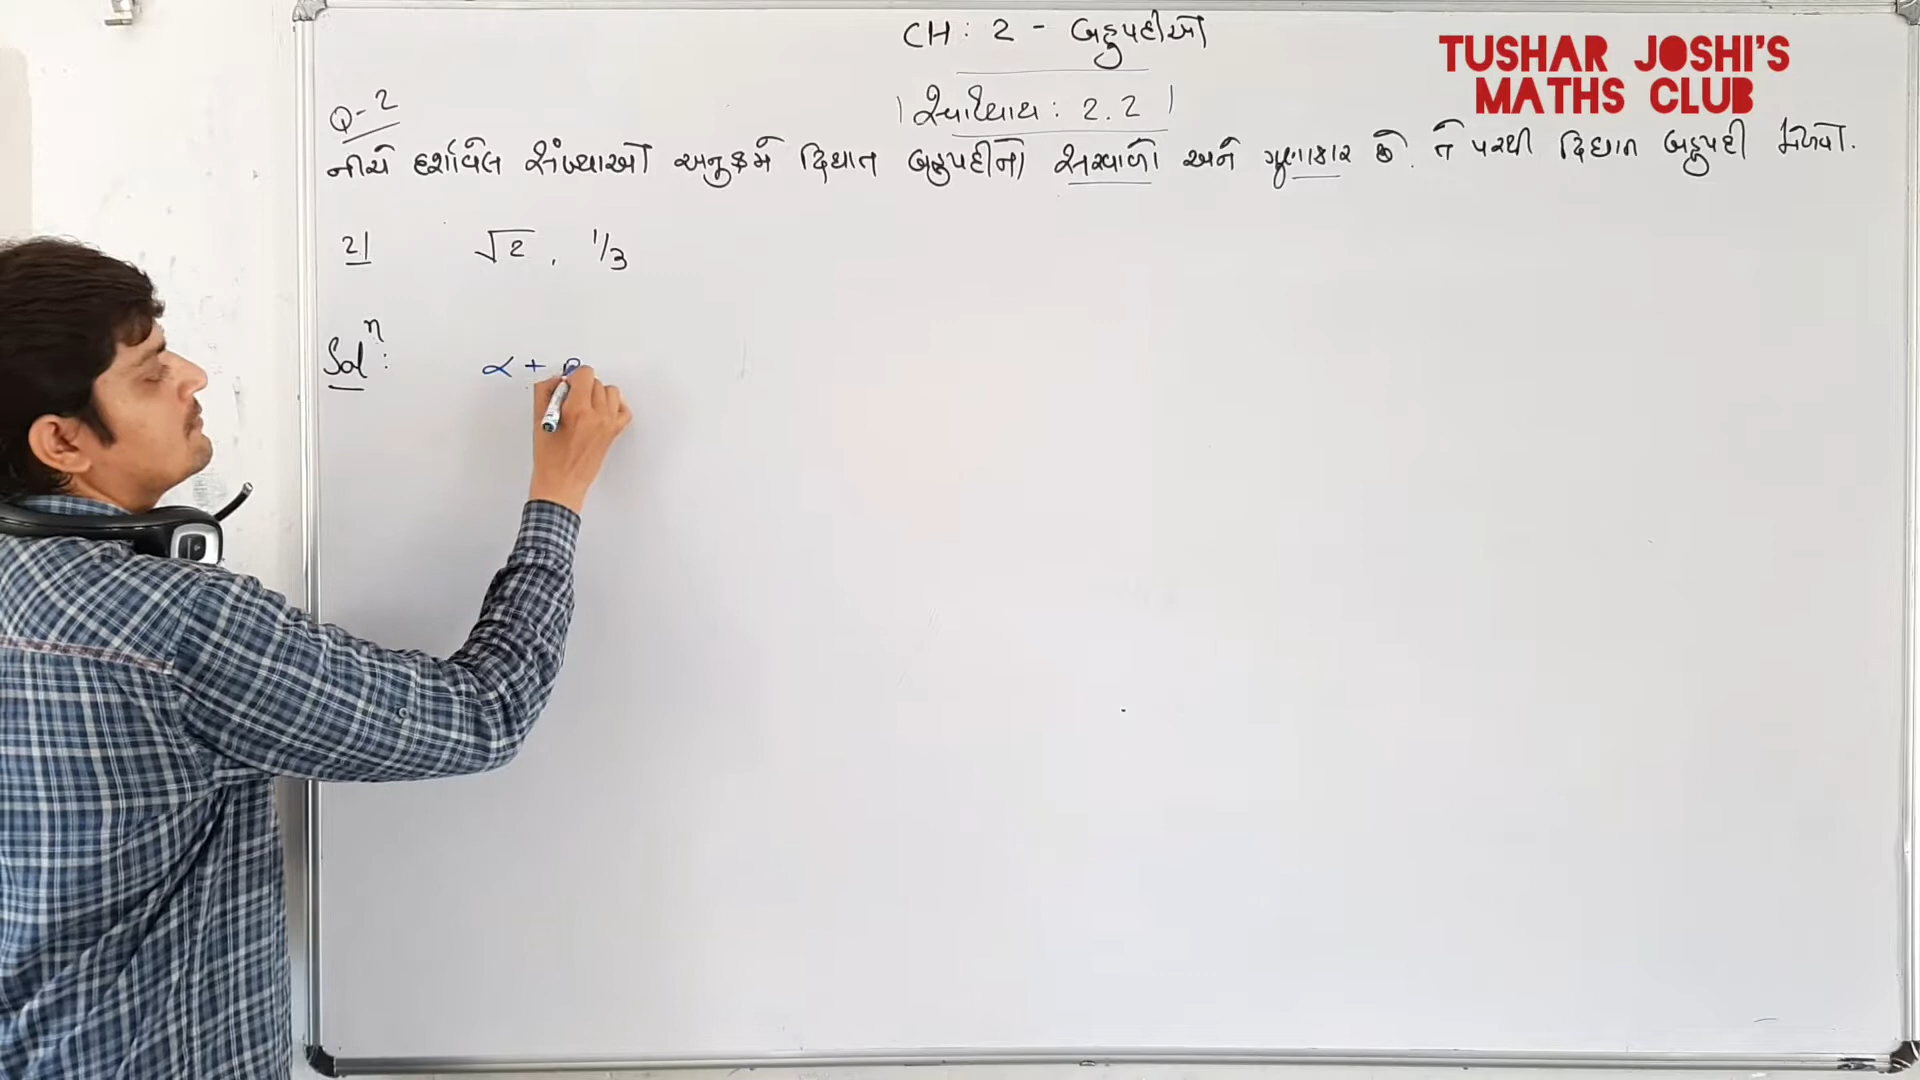 CH: 2 - બહુપદીઓ
TUSHAR JOSHI'S
MATHS CLUB
Q-2
સ્વાધ્યાય: 2.2
નીચે દર્શાવેલ સંખ્યાઓ અનુક્રમે દ્વિઘાત બહુપદીનો સરવાળો અને ગુણાકાર છે. તે પરથી દ્વિઘાત બહુપદી મેળવો.
21 √2, 1/3
Solⁿ: α +